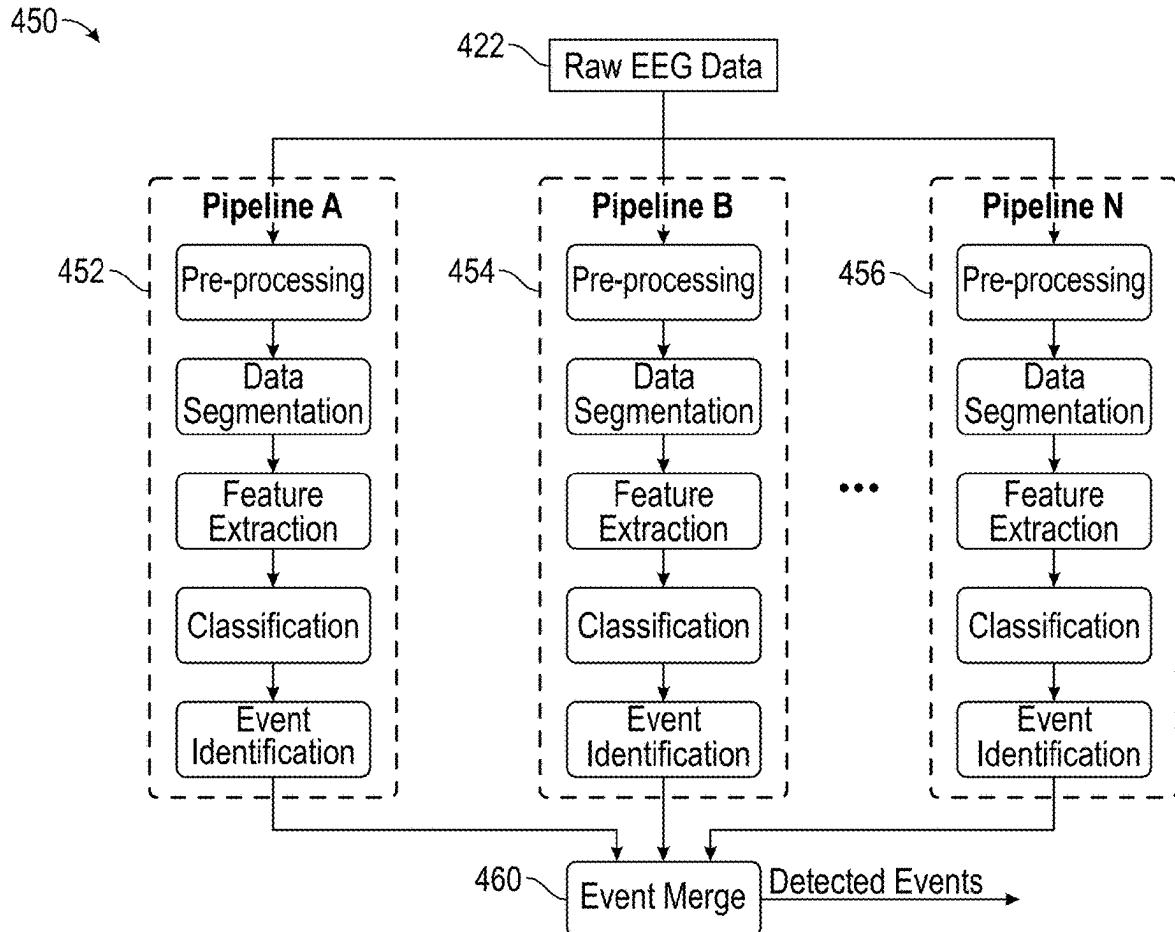 450
422
Raw EEG Data
Pipeline A
Pipeline B
Pipeline N
452
Pre-processing
454
Pre-processing
456
Pre-processing
Data
Segmentation
Data
Segmentation
Data
Segmentation
Feature
Extraction
Feature
Extraction
•••
Feature
Extraction
Classification
Classification
Classification
Event
Identification
Event
Identification
Event
Identification
460
Event Merge
Detected Events